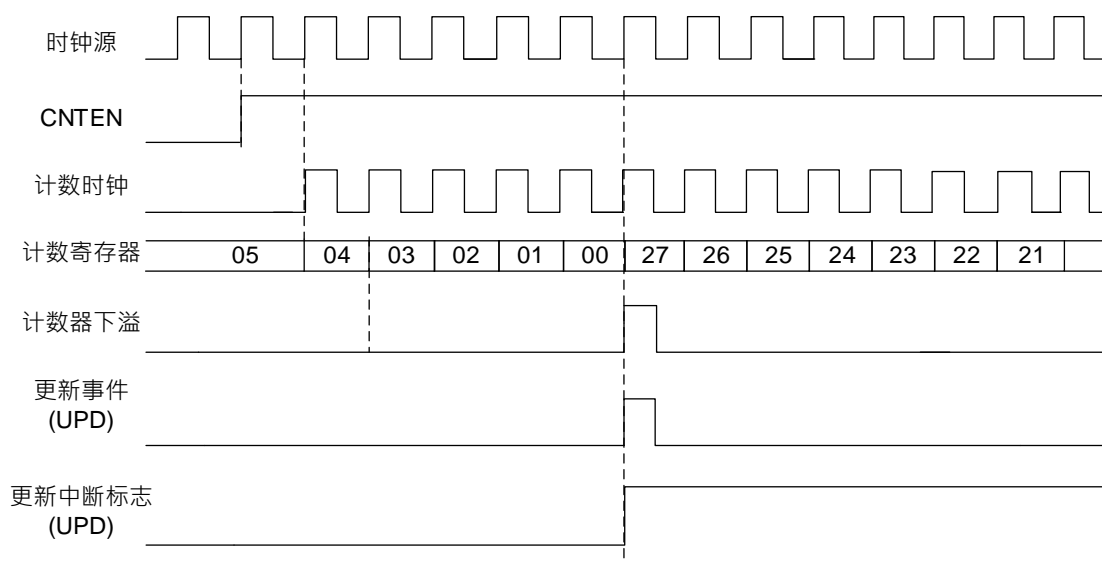 时钟源
CNTEN
计数时钟
计数寄存器 05 04 03 02 01 00 27 26 25 24 23 22 21
计数器下溢
更新事件
(UPD)
更新中断标志
(UPD)